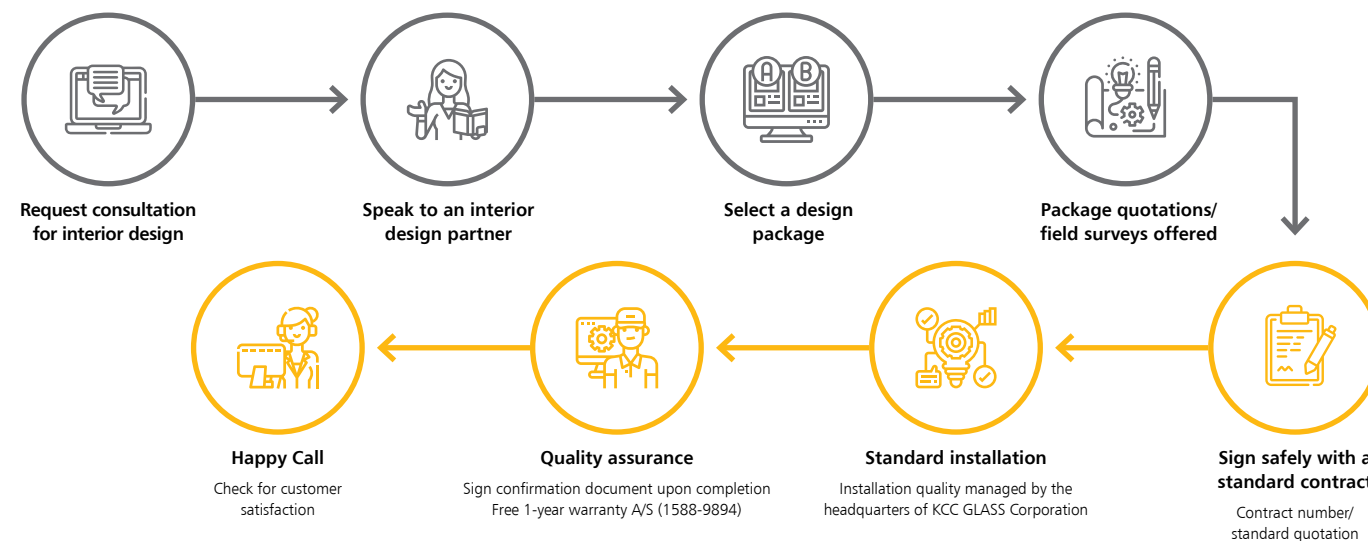 Request consultation
for interior design
Speak to an interior
design partner
Select a design
package
Package quotations/
field surveys offered
Happy Call
Check for customer
satisfaction
Quality assurance
Sign confirmation document upon completion
Free 1-year warranty A/S (1588-9894)
Standard installation
Installation quality managed by the
headquarters of KCC GLASS Corporation
Sign safely with a
standard contract
Contract number/
standard quotation
A
B